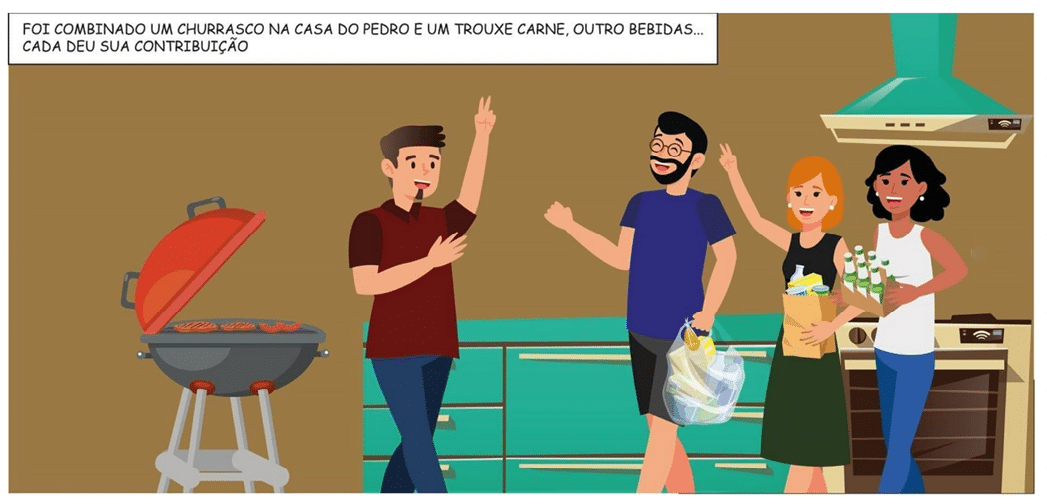 FOI COMBINADO UM CHURRASCO NA CASA DO PEDRO E UM TROUXE CARNE, OUTRO BEBIDAS...
CADA DEU SUA CONTRIBUIÇÃO